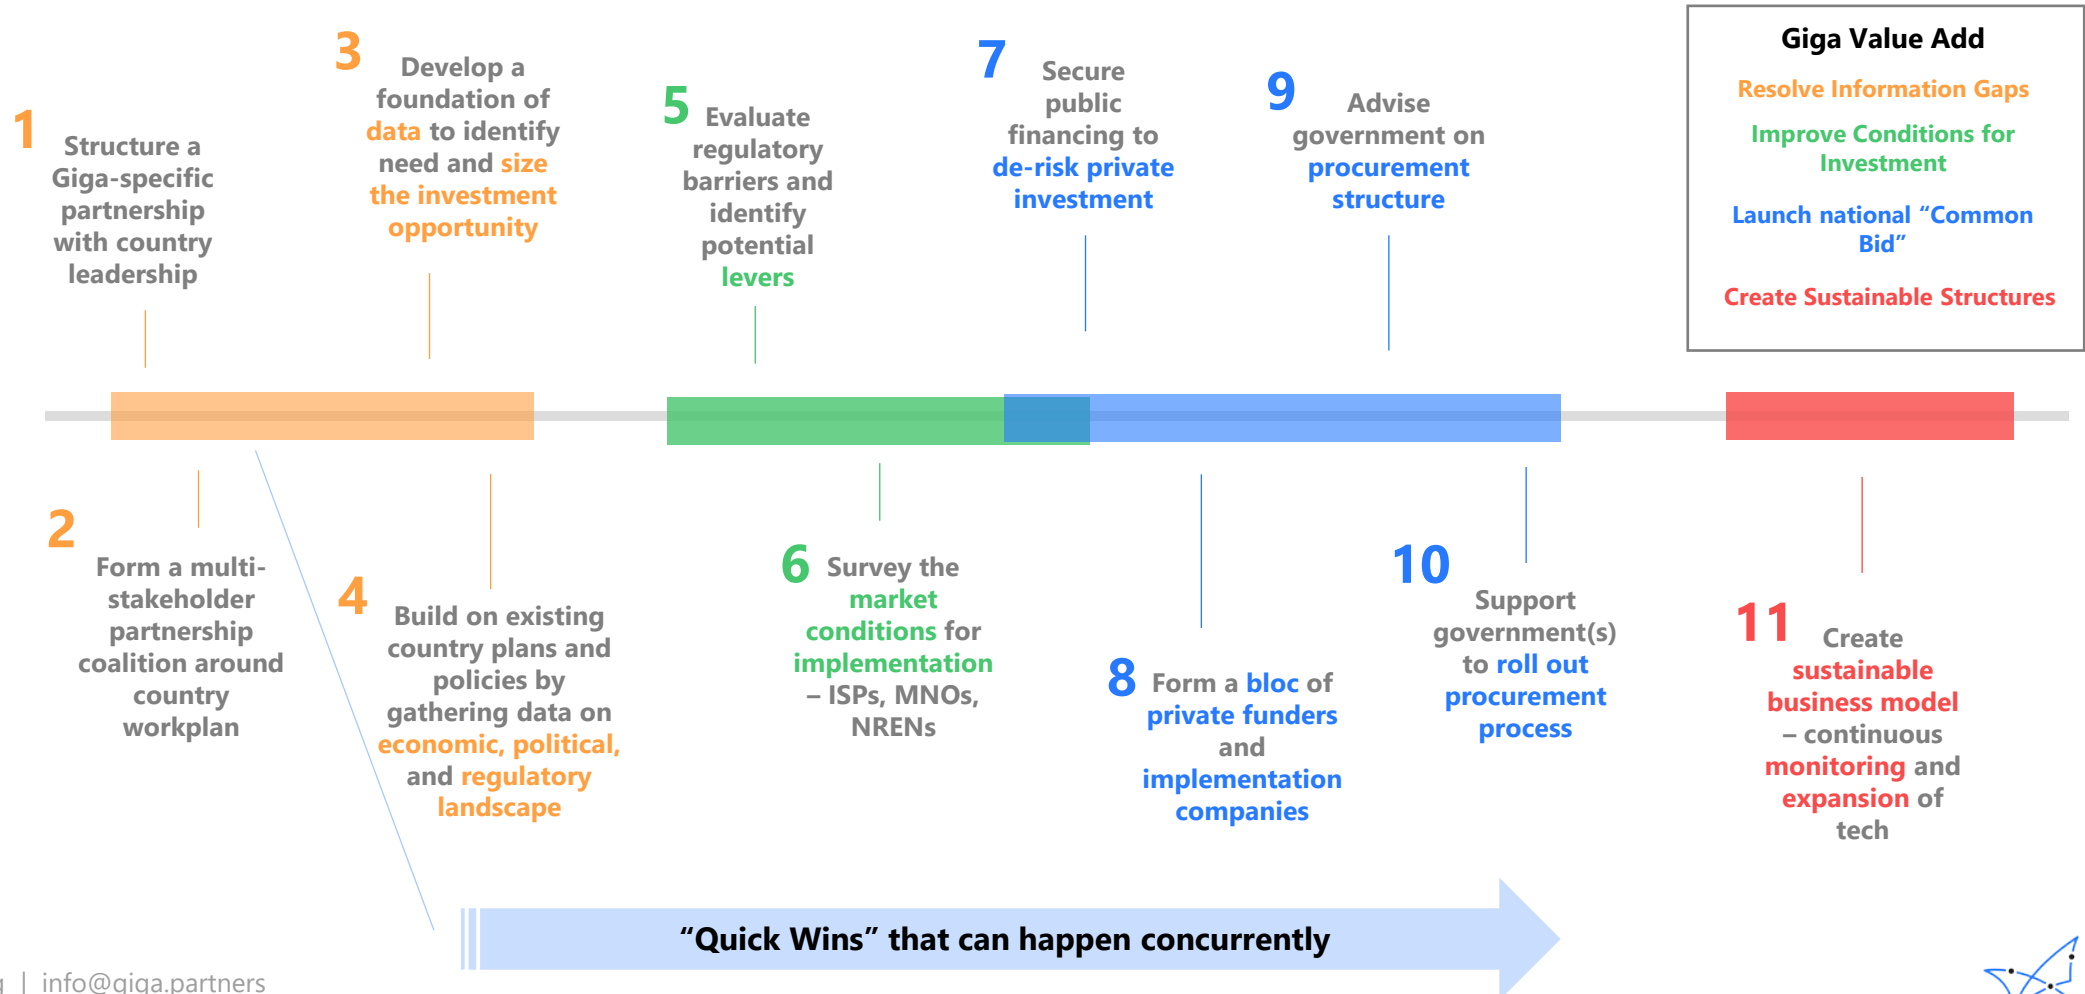 1
Structure a
Giga-specific
partnership
with country
leadership
3
Develop a
foundation of
data to identify
need and size
the investment
opportunity
5
Evaluate
regulatory
barriers and
identify
potential
levers
7
Secure
public
financing to
de-risk private
investment
9
Advise
government on
procurement
structure
Giga Value Add
Resolve Information Gaps
Improve Conditions for
Investment
Launch national “Common
Bid”
Create Sustainable Structures
2
Form a multi-
stakeholder
partnership
coalition around
country
workplan
4
Build on existing
country plans and
policies by
gathering data on
economic, political,
and regulatory
landscape
6
Survey the
market
conditions for
implementation
– ISPs, MNOs,
NRENs
8
Form a bloc of
private funders
and
implementation
companies
10
Support
government(s)
to roll out
procurement
process
11
Create
sustainable
business model
– continuous
monitoring and
expansion of
tech
“Quick Wins” that can happen concurrently
g | info@giga.partners